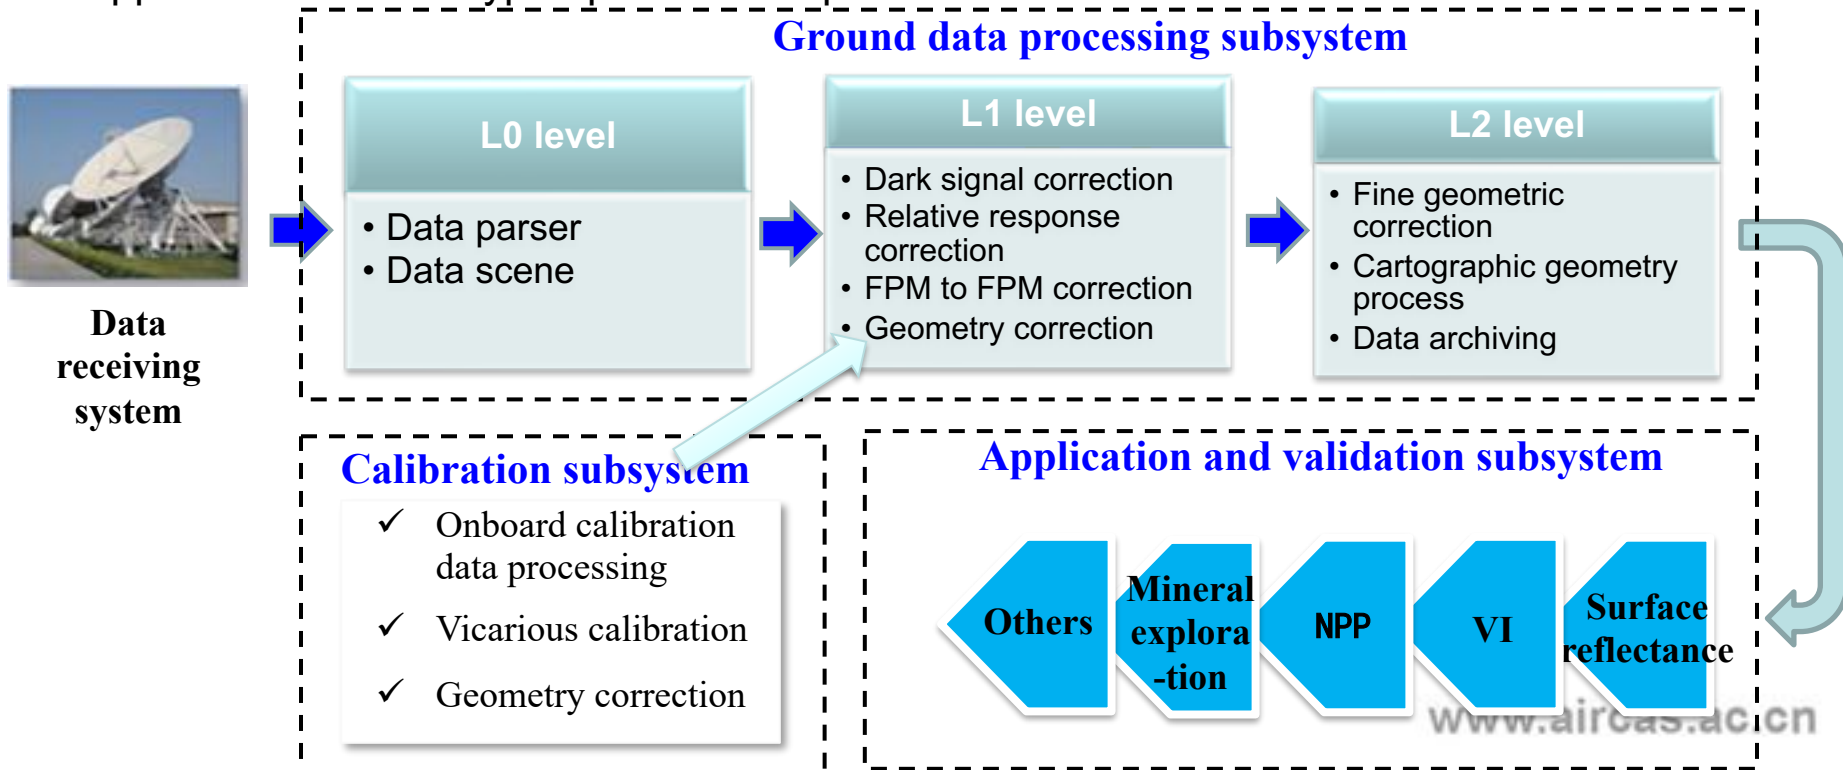 Ground data processing subsystem
L0 level
• Data parser
• Data scene
L1 level
• Dark signal correction
• Relative response
correction
• FPM to FPM correction
• Geometry correction
L2 level
• Fine geometric
correction
• Cartographic geometry
process
• Data archiving
Data
receiving
system
Calibration subsystem
✓ Onboard calibration
data processing
✓ Vicarious calibration
✓ Geometry correction
Application and validation subsystem
Others
Mineral
explora
-tion
NPP
VI
Surface
reflectance
www.aircas.ac.cn